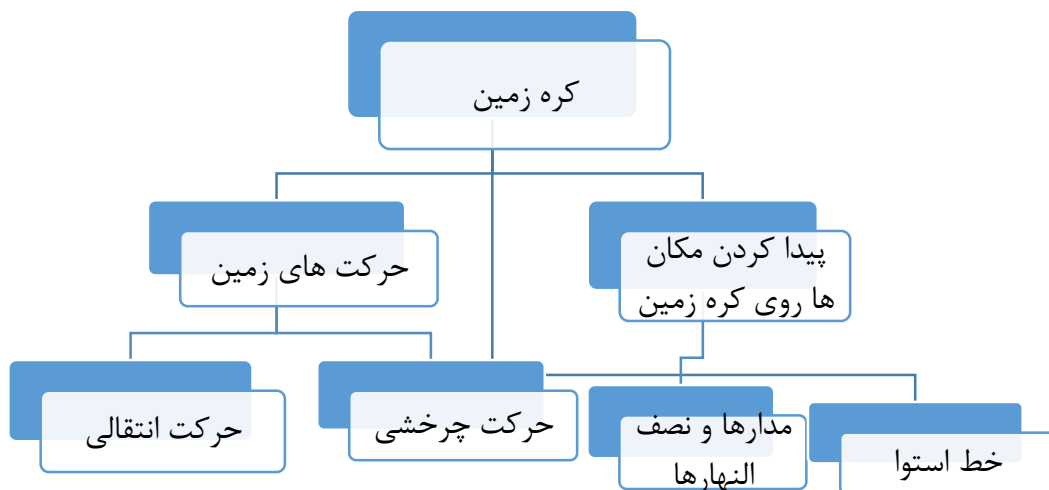 کره زمین
پیدا کردن مکان
ها روی کره زمین
حرکت های زمین
خط استوا
مدارها و نصف
النهارها
حرکت چرخشی
حرکت انتقالی